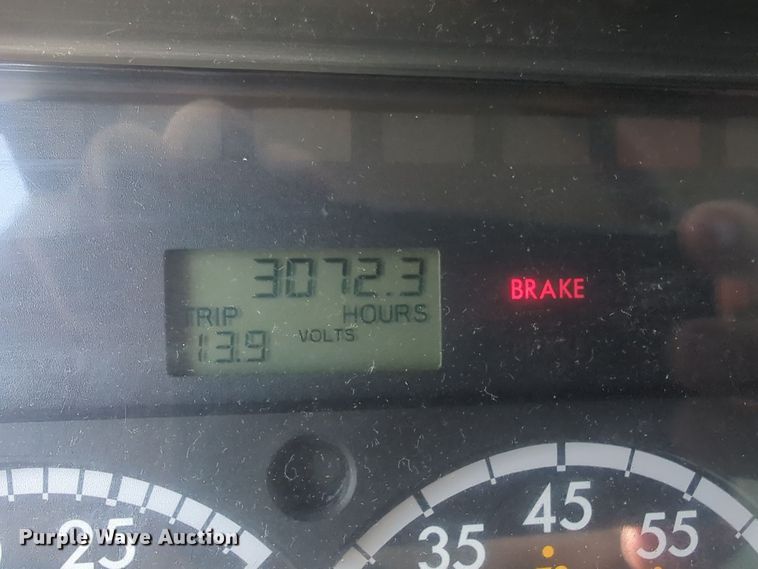 3072.3
TRIP HOURS
13.9 VOLTS
BRAKE
25
35
45
55
Purple Wave Auction